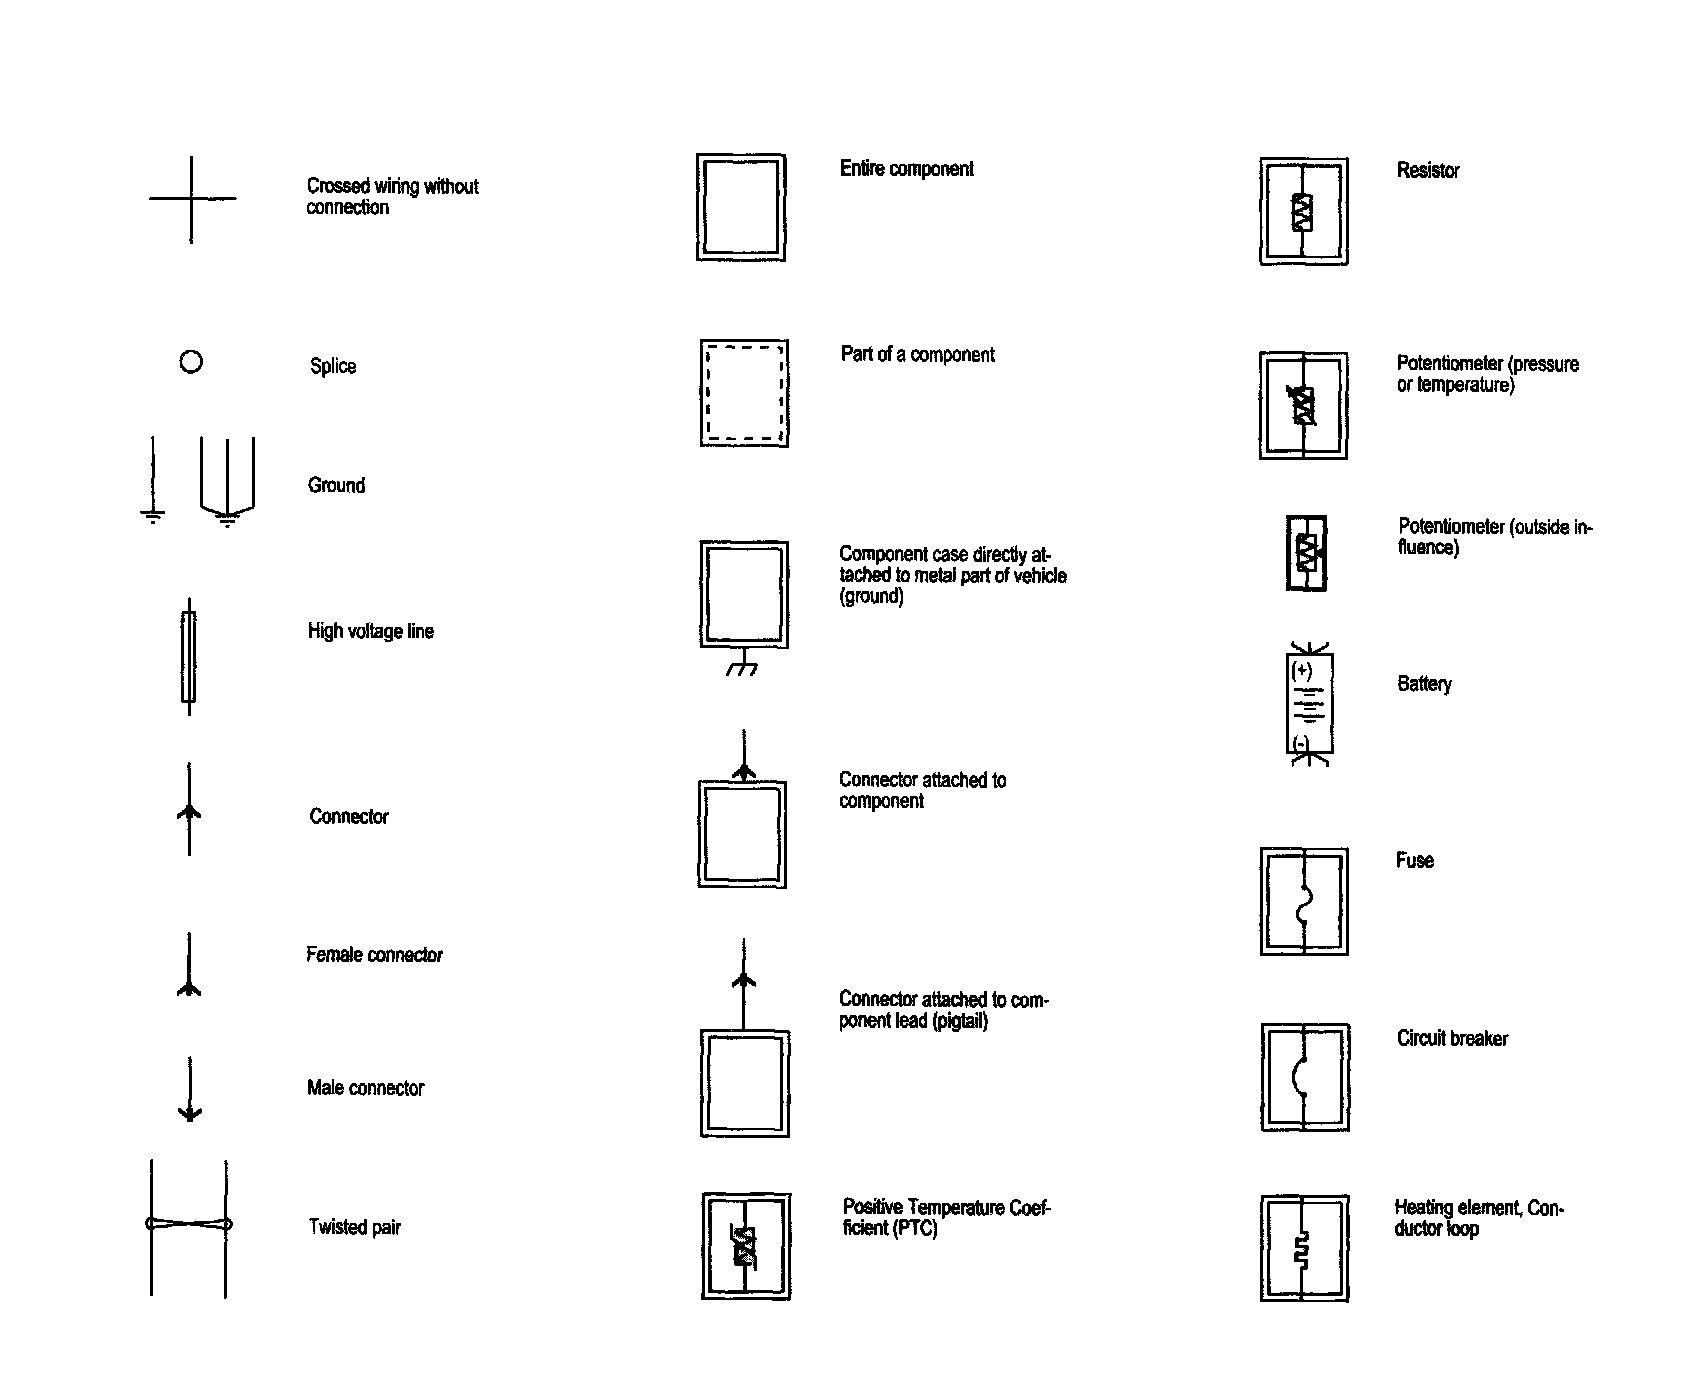 Crossed wiring without
connection
Splice
Ground
High voltage line
Connector
Female connector
Male connector
Twisted pair
Entire component
Part of a component
Component case directly at-
tached to metal part of vehicle
(ground)
Connector attached to
component
Connector attached to com-
ponent lead (pigtail)
Positive Temperature Coef-
ficient (PTC)
Resistor
Potentiometer (pressure
or temperature)
Potentiometer (outside in-
fluence)
(+)
(-)
Battery
Fuse
Circuit breaker
Heating element, Con-
ductor loop